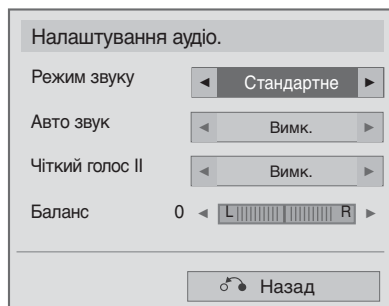 Налаштування аудіо.
Режим звуку ◄ Стандартне ►
Авто звук ◄ Вимк. ►
Чіткий голос II ◄ Вимк. ►
Баланс 0 ◄ L R ►
Назад